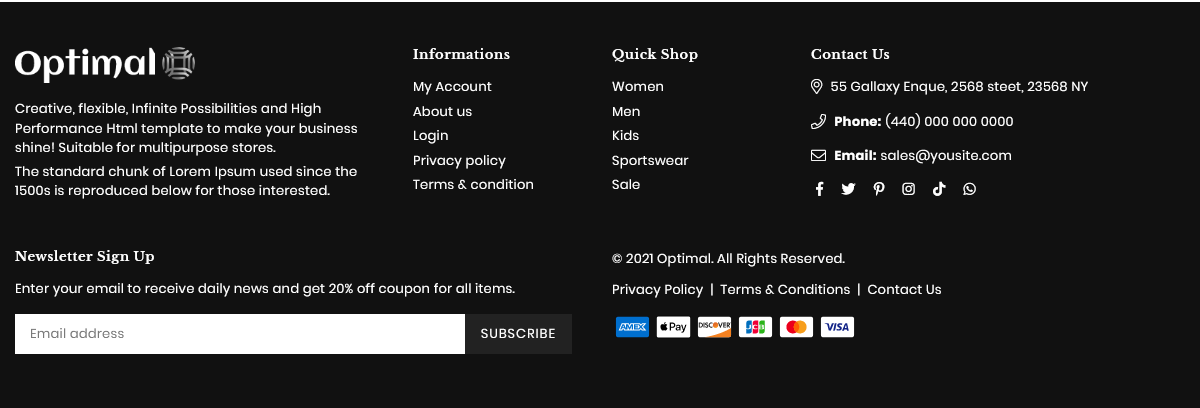 Optimal
Creative, flexible, Infinite Possibilities and High
Performance Html template to make your business
shine! Suitable for multipurpose stores.
The standard chunk of Lorem Ipsum used since the
1500s is reproduced below for those interested.
Informations
My Account
About us
Login
Privacy policy
Terms & condition
Quick Shop
Women
Men
Kids
Sportswear
Sale
Contact Us
55 Gallaxy Enque, 2568 steet, 23568 NY
Phone: (440) 000 000 0000
Email: sales@yousite.com
Newsletter Sign Up
Enter your email to receive daily news and get 20% off coupon for all items.
Email address
SUBSCRIBE
© 2021 Optimal. All Rights Reserved.
Privacy Policy | Terms & Conditions | Contact Us
AMEX Pay DISCOVER JCB VISA